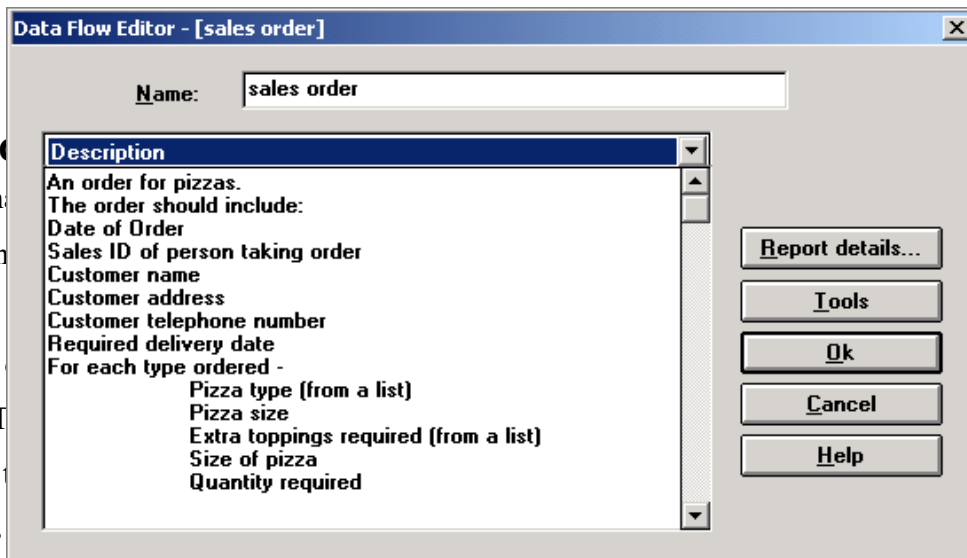 Data Flow Editor - [sales order]
Name: sales order
Description
An order for pizzas.
The order should include:
Date of Order
Sales ID of person taking order
Customer name
Customer address
Customer telephone number
Required delivery date
For each type ordered -
Pizza type (from a list)
Pizza size
Extra toppings required (from a list)
Size of pizza
Quantity required
Report details...
Tools
Ok
Cancel
Help